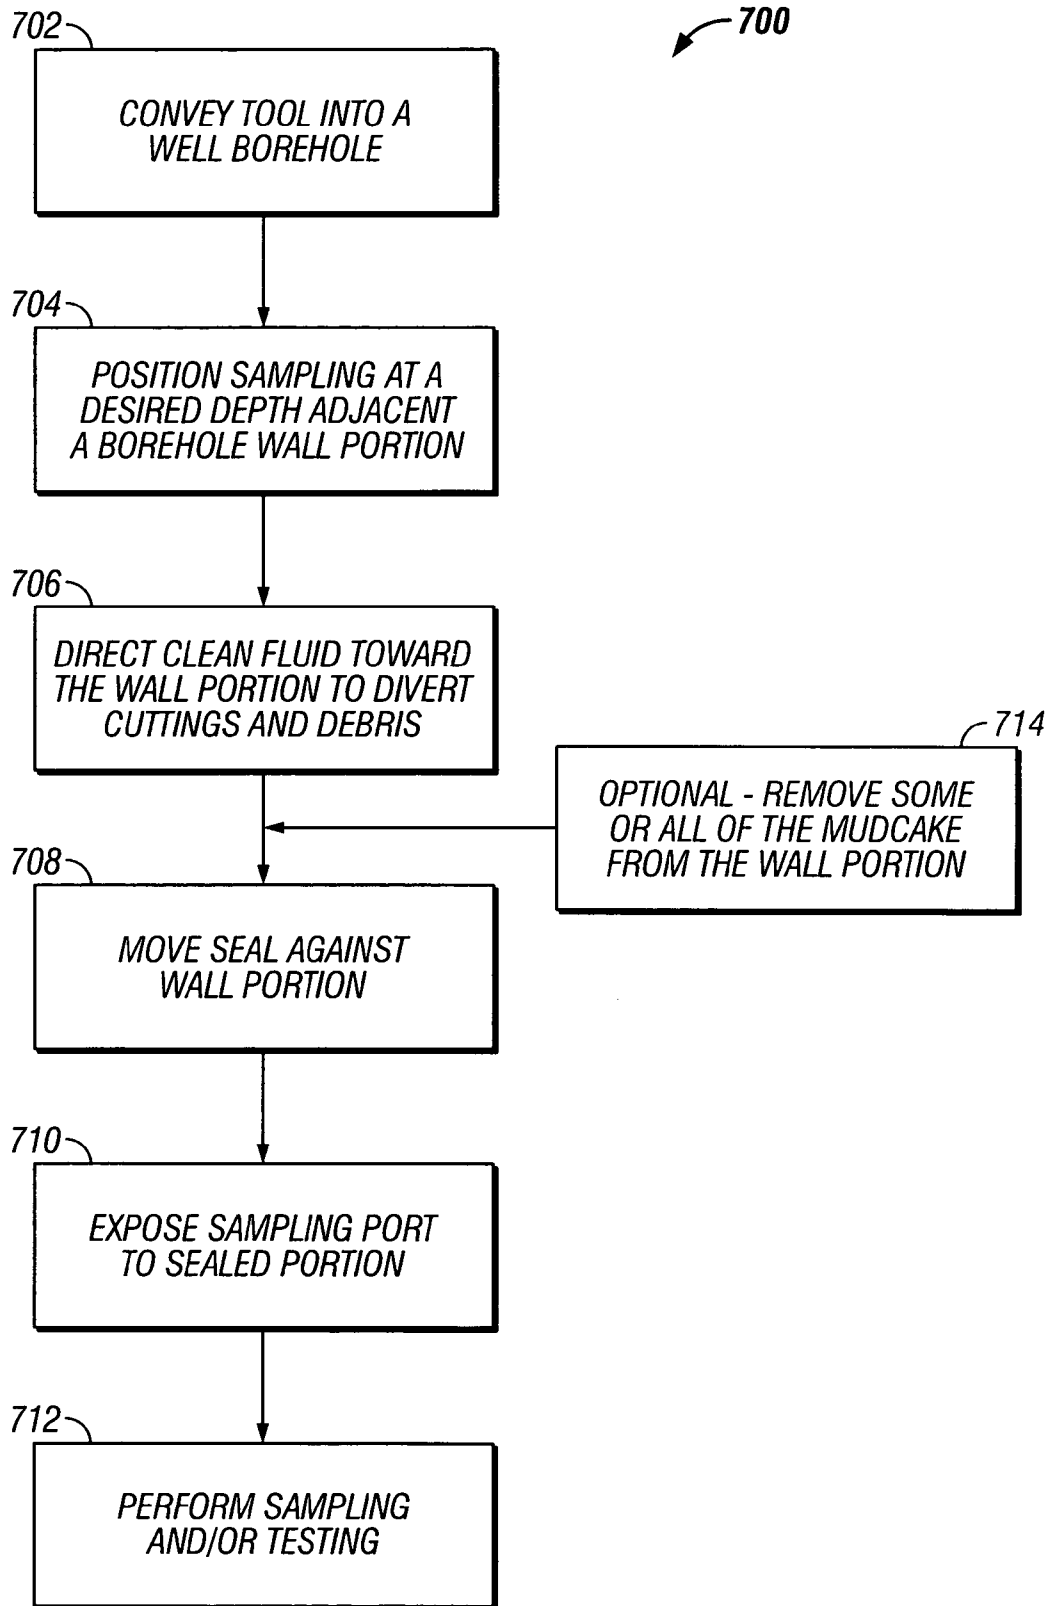 700
702
CONVEY TOOL INTO A
WELL BOREHOLE
704
POSITION SAMPLING AT A
DESIRED DEPTH ADJACENT
A BOREHOLE WALL PORTION
706
DIRECT CLEAN FLUID TOWARD
THE WALL PORTION TO DIVERT
CUTTINGS AND DEBRIS
714
OPTIONAL - REMOVE SOME
OR ALL OF THE MUDCAKE
FROM THE WALL PORTION
708
MOVE SEAL AGAINST
WALL PORTION
710
EXPOSE SAMPLING PORT
TO SEALED PORTION
712
PERFORM SAMPLING
AND/OR TESTING